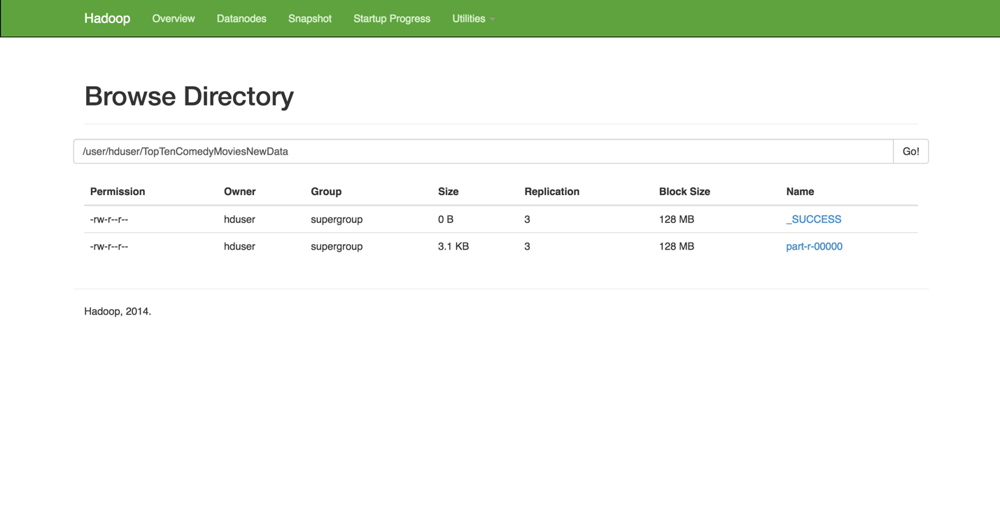 Hadoop Overview Datanodes Snapshot Startup Progress Utilities
Browse Directory
/user/hduser/TopTenComedyMoviesNewData Go!
Permission Owner Group Size Replication Block Size Name
-rw-r--r-- hduser supergroup 0 B 3 128 MB _SUCCESS
-rw-r--r-- hduser supergroup 3.1 KB 3 128 MB part-r-00000
Hadoop, 2014.